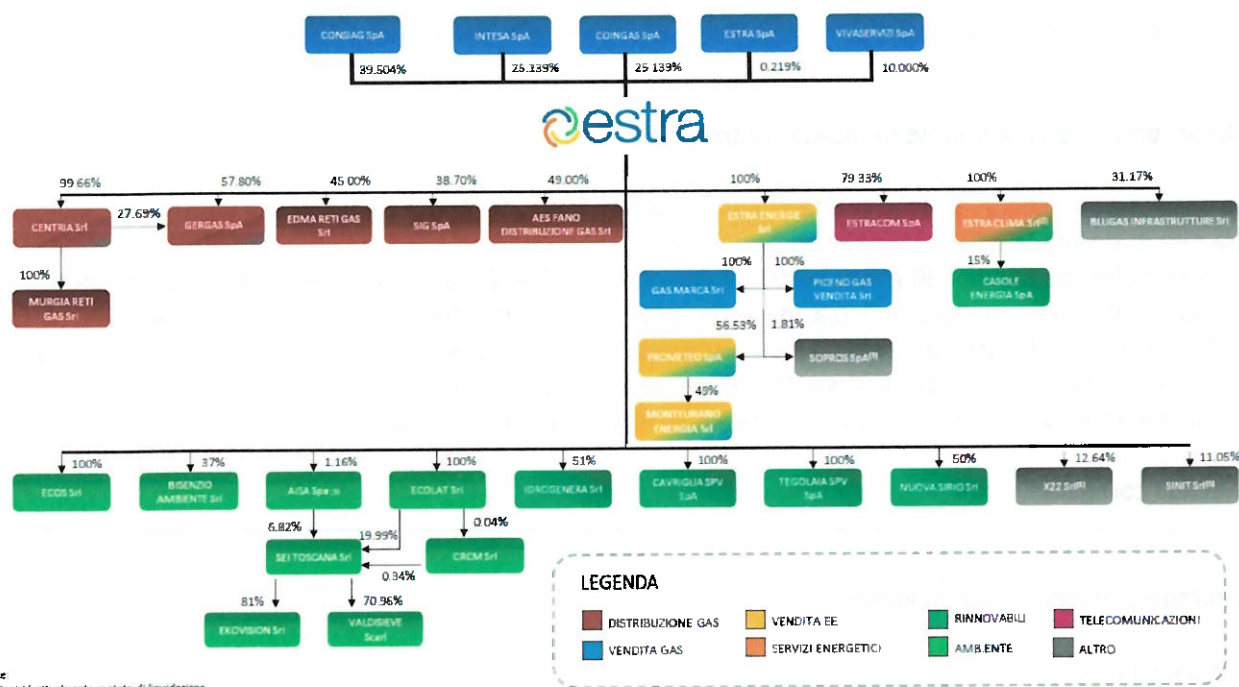 CONSIAG SpA
INTESA SpA
COINGAS SpA
ESTRA SpA
VIVASERVIZI SpA
39.504%
25.139%
25.139%
0.219%
10.000%
estra
99.66%
57.80%
45.00%
38.70%
49.00%
100%
79.33%
100%
31.17%
CENTRIA Srl
27.69%
GERGAS SpA
EDMA RETI GAS
Srl
SIG SpA
AES FANO
DISTRIBUZIONE GAS Srl
ESTRA ENERGIE
Srl
ESTRACOM SpA
ESTRA CLIMA Srl
BLUGAS INFRASTRUTTURE Srl
100%
MURGIA RETI
GAS Srl
100%
100%
15%
GAS MARCA Srl
PICENO GAS
VENDITA Srl
CASOLE
ENERGIA SpA
56.53%
1.81%
PROMETEO SpA
SOPROS SpA
49%
MONTELURANO
ENERGIA Srl
100%
37%
1.16%
100%
51%
100%
100%
50%
12.64%
11.05%
ECOS Srl
BISENZIO
AMBIENTE Srl
AISA Spa
ECOLAT Srl
IDROGENERA Srl
CAVRIGLIA SPV
SpA
TEGOLAIA SPV
SpA
NUOVA SIRIO Srl
X22 Srl
SINIT Srl
6.82%
19.99%
0.04%
SEI TOSCANA Srl
CRCM Srl
0.34%
81%
70.96%
EKOVISION Srl
VALDISIEVE
Scarl
LEGENDA
DISTRIBUZIONE GAS
VENDITA EE
RINNOVABILI
TELECOMUNICAZIONI
VENDITA GAS
SERVIZI ENERGETICI
AMBIENTE
ALTRO